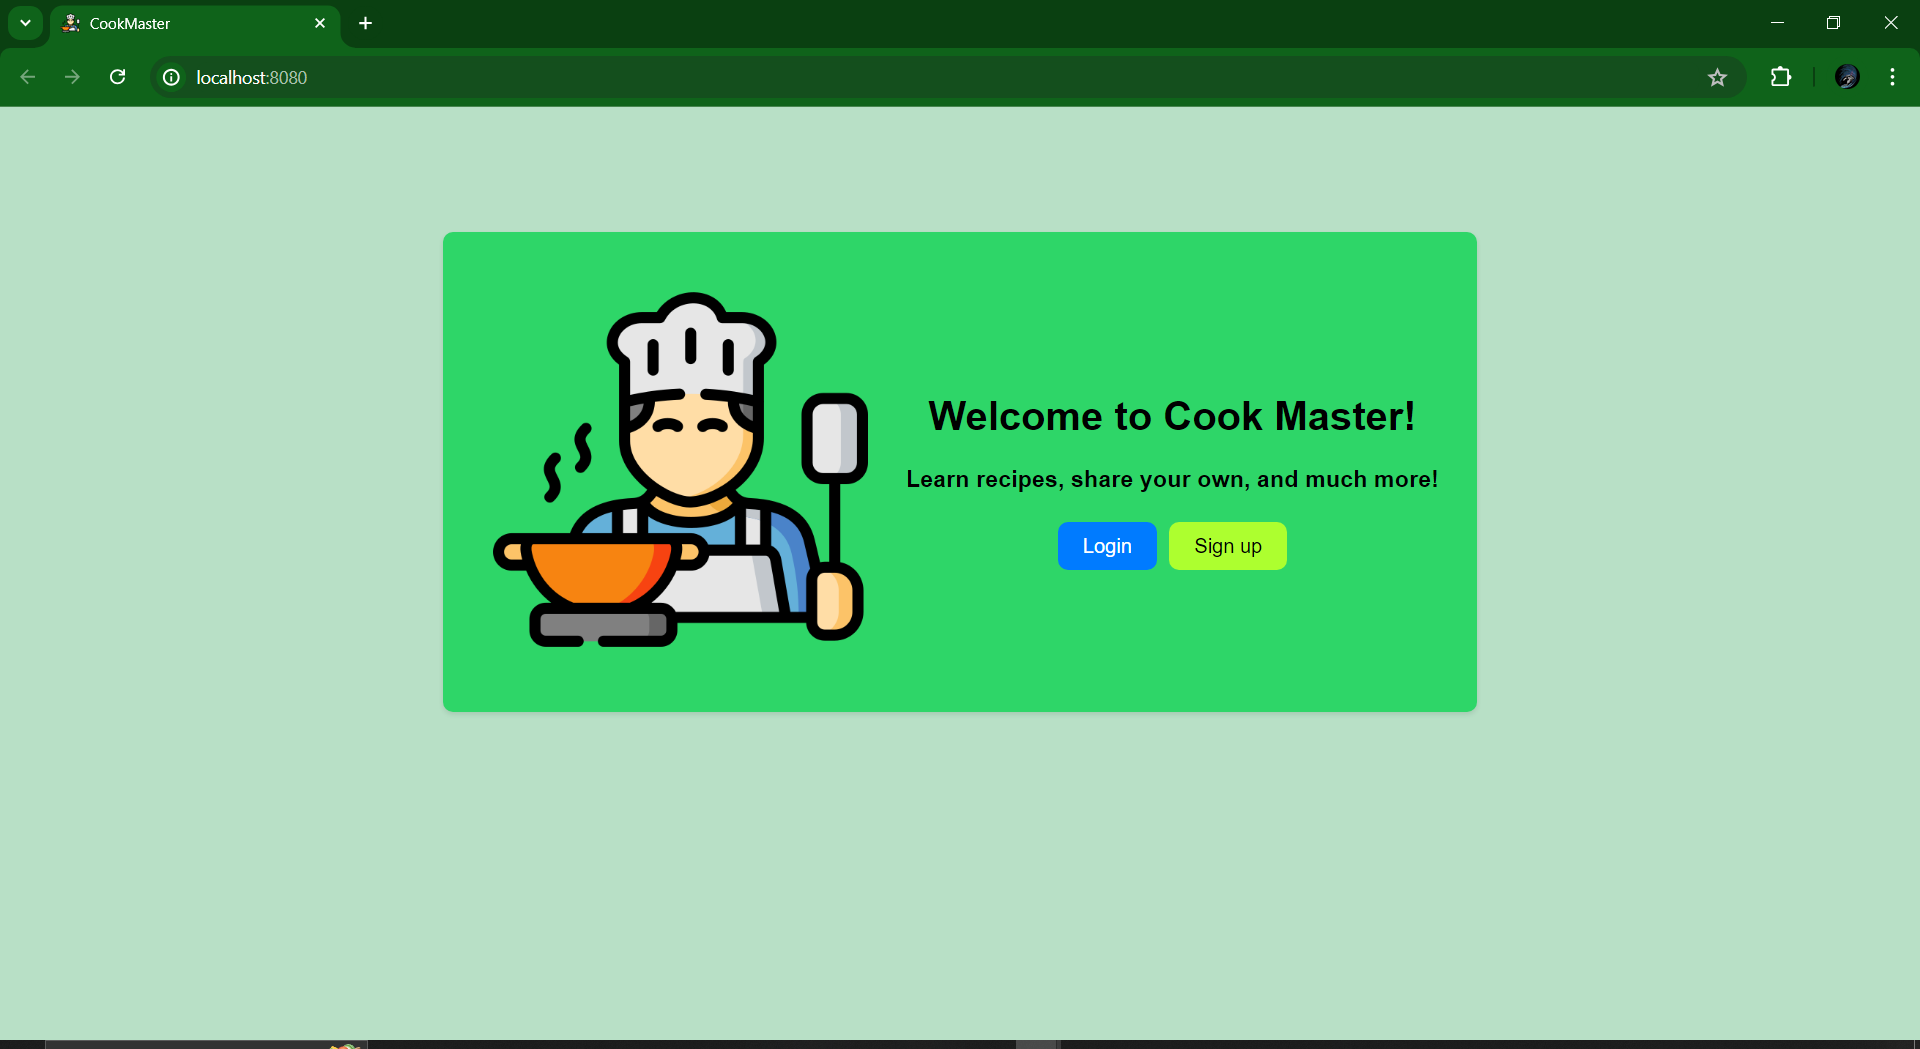 CookMaster
localhost:8080
Welcome to Cook Master!
Learn recipes, share your own, and much more!
Login
Sign up